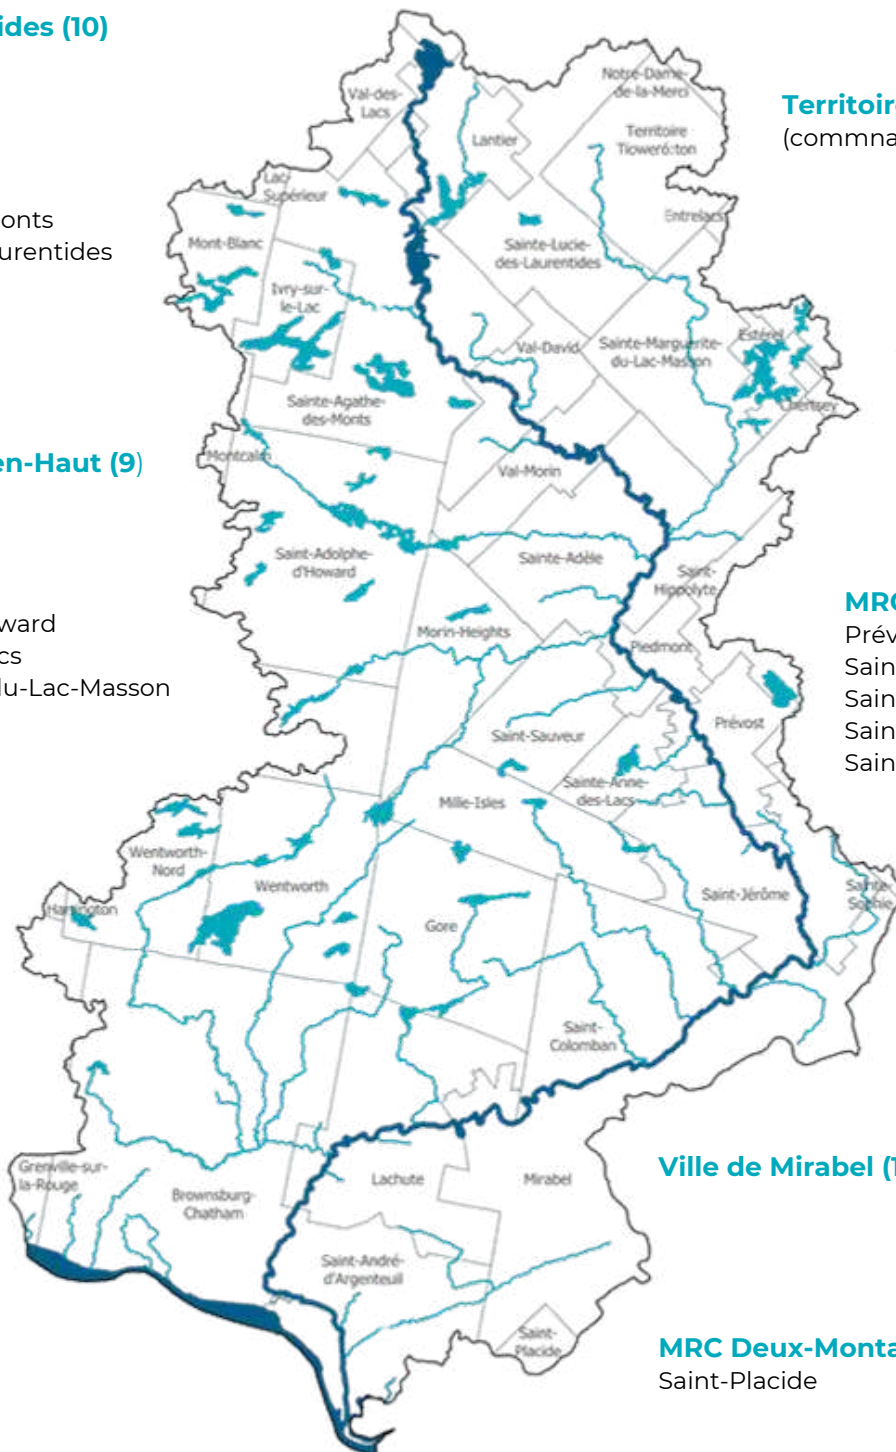 ides (10)
Territoir
(commna
onts
urentides
en-Haut (9)
ward
cs
du-Lac-Masson
MRC
Prév
Sain
Sain
Sain
Sain
Ville de Mirabel (1
MRC Deux-Monta
Saint-Placide
Notre-Dame-
de-la-Merci
Val-des-
Lacs
Lantier
Territoire
Tioweró:ton
Lac-
Supérieur
Entrelacs
Mont-Blanc
Sainte-Lucie-
des-Laurentides
Ivry-sur-
le-Lac
Val-David
Sainte-Marguerite-
du-Lac-Masson
Estérel
Chertsey
Sainte-Agathe-
des-Monts
Montcalm
Val-Morin
Saint-Adolphe-
d'Howard
Sainte-Adèle
Saint-
Hippolyte
Morin-Heights
Piedmont
Saint-Sauveur
Prévost
Sainte-Anne-
des-Lacs
Mille-Isles
Wentworth-
Nord
Wentworth
Saint-Jérôme
Sainte-
Sophie
Harrington
Gore
Saint-
Colomban
Grenville-sur-
la-Rouge
Brownsburg-
Chatham
Lachute
Mirabel
Saint-André-
d'Argenteuil
Saint-
Placide